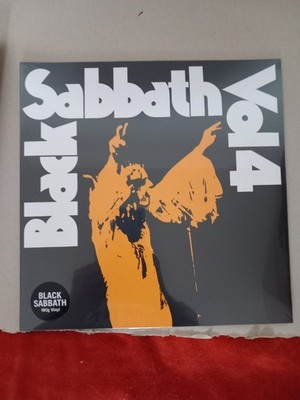 Black
Sabbath
Vol 4
BLACK
SABBATH
180g Vinyl